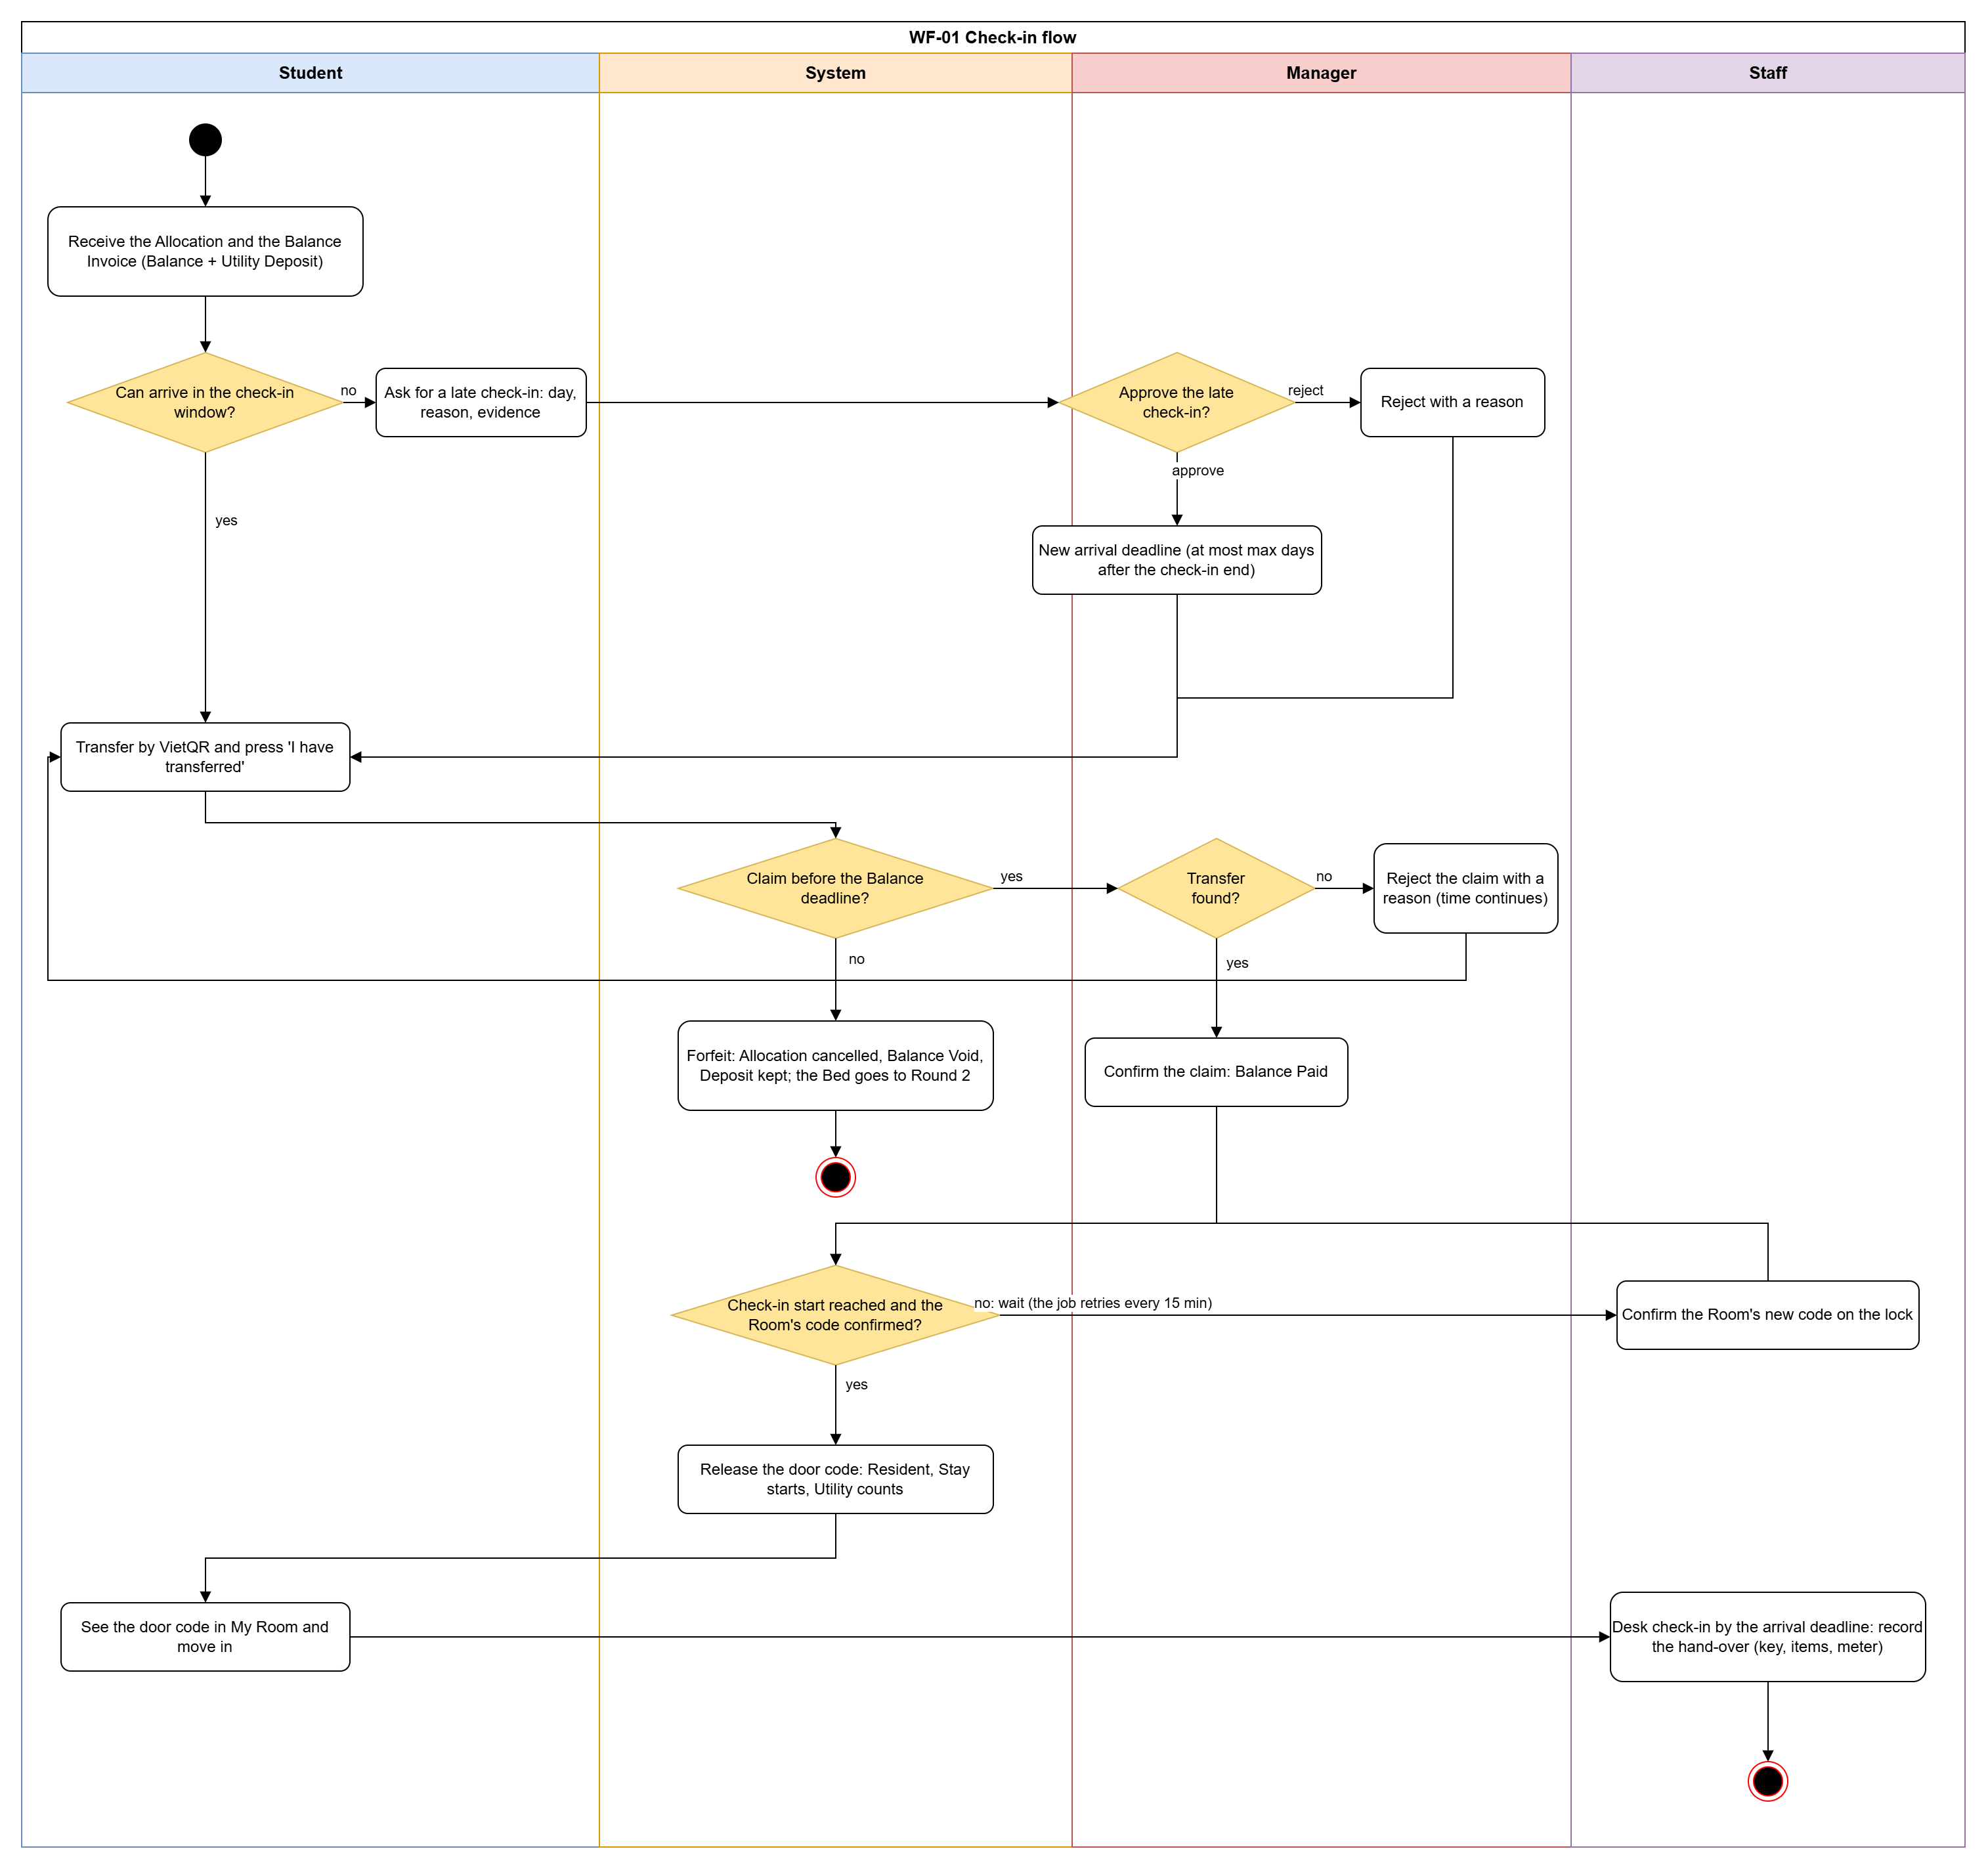 WF-01 Check-in flow
Student
System
Manager
Staff
Receive the Allocation and the Balance
Invoice (Balance + Utility Deposit)
Can arrive in the check-in
window?
no
Ask for a late check-in: day,
reason, evidence
Approve the late
check-in?
reject
Reject with a reason
approve
yes
New arrival deadline (at most max days
after the check-in end)
Transfer by VietQR and press 'I have
transferred'
Claim before the Balance
deadline?
yes
Transfer
found?
no
Reject the claim with a
reason (time continues)
no
yes
Forfeit: Allocation cancelled, Balance Void,
Deposit kept; the Bed goes to Round 2
Confirm the claim: Balance Paid
Check-in start reached and the
Room's code confirmed?
no: wait (the job retries every 15 min)
Confirm the Room's new code on the lock
yes
Release the door code: Resident, Stay
starts, Utility counts
See the door code in My Room and
move in
Desk check-in by the arrival deadline: record
the hand-over (key, items, meter)